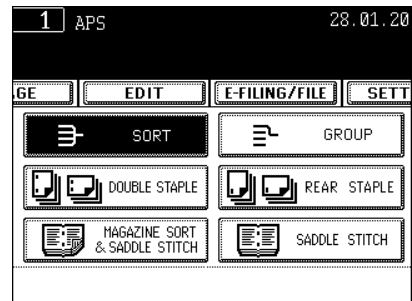 1 APS 28.01.20
GE EDIT E-FILING/FILE SETT
SORT GROUP
DOUBLE STAPLE REAR STAPLE
MAGAZINE SORT
& SADDLE STITCH SADDLE STITCH